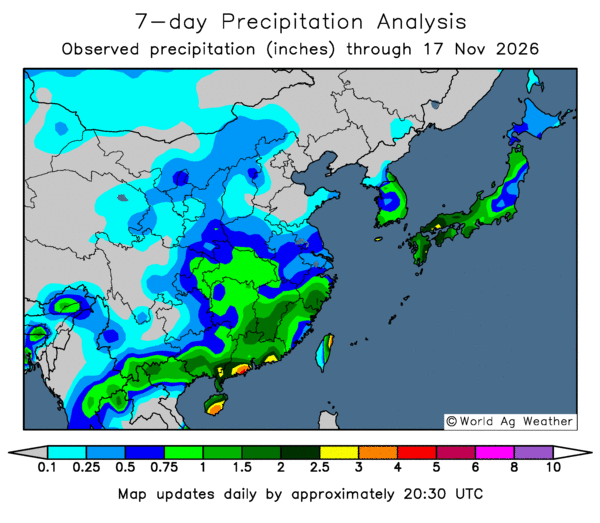 7-day Precipitation Analysis
Observed precipitation (inches) through 17 Nov 2026
© World Ag Weather
0.1 0.25 0.5 0.75 1 1.5 2 2.5 3 4 5 6 8 10
Map updates daily by approximately 20:30 UTC